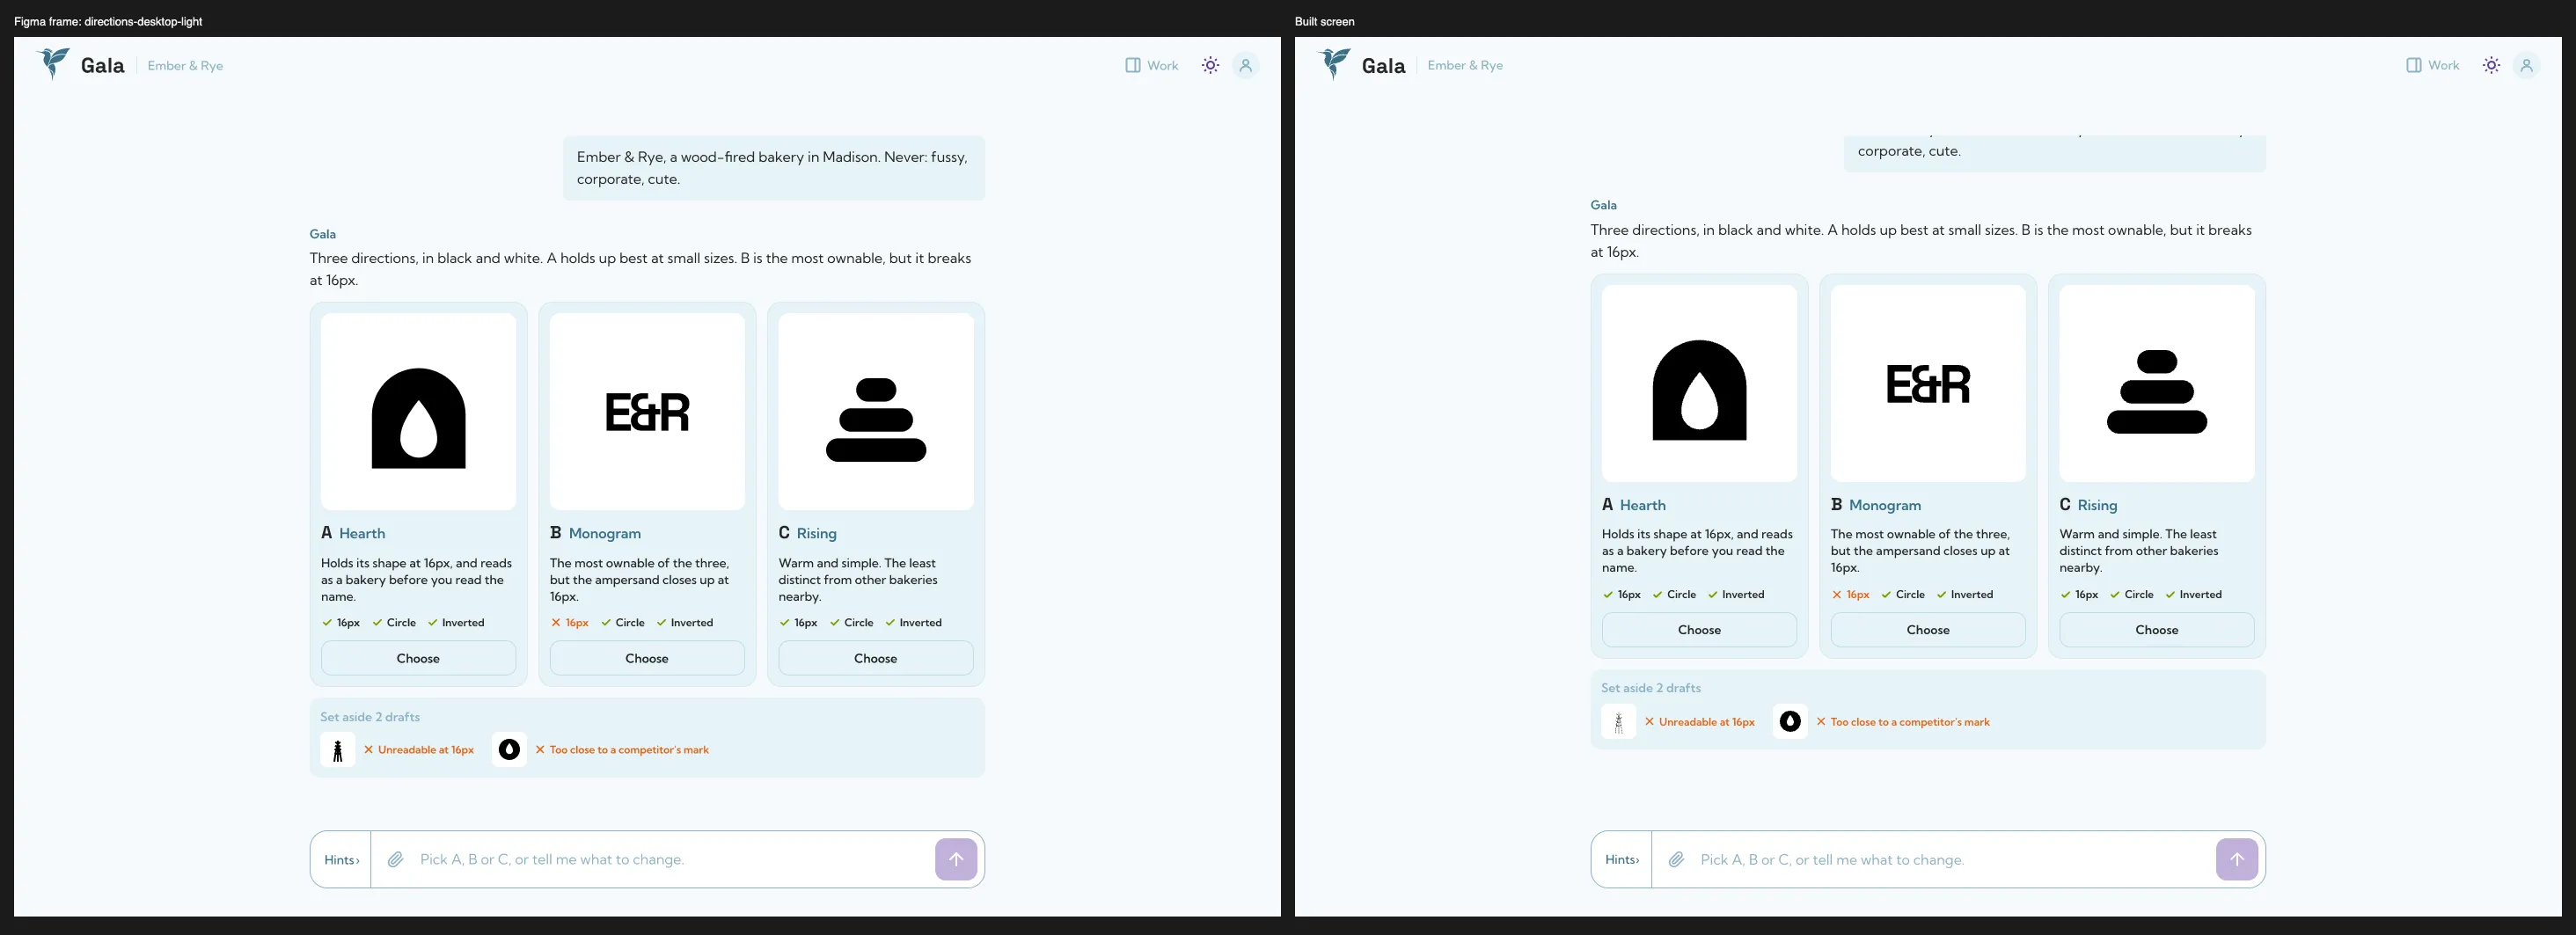 Figma frame: directions-desktop-light
Gala
Ember & Rye
Work
Ember & Rye, a wood-fired bakery in Madison. Never: fussy,
corporate, cute.
Gala
Three directions, in black and white. A holds up best at small sizes. B is the most ownable, but it breaks
at 16px.
E&R
A Hearth
Holds its shape at 16px, and reads
as a bakery before you read the
name.
16px Circle Inverted
Choose
B Monogram
The most ownable of the three,
but the ampersand closes up at
16px.
16px Circle Inverted
Choose
C Rising
Warm and simple. The least
distinct from other bakeries
nearby.
16px Circle Inverted
Choose
Set aside 2 drafts
Unreadable at 16px
Too close to a competitor's mark
Hints›
Pick A, B or C, or tell me what to change.
Built screen
Gala
Ember & Rye
Work
corporate, cute.
Gala
Three directions, in black and white. A holds up best at small sizes. B is the most ownable, but it breaks
at 16px.
E&R
A Hearth
Holds its shape at 16px, and reads
as a bakery before you read the
name.
16px Circle Inverted
Choose
B Monogram
The most ownable of the three,
but the ampersand closes up at
16px.
16px Circle Inverted
Choose
C Rising
Warm and simple. The least
distinct from other bakeries
nearby.
16px Circle Inverted
Choose
Set aside 2 drafts
Unreadable at 16px
Too close to a competitor's mark
Hints›
Pick A, B or C, or tell me what to change.